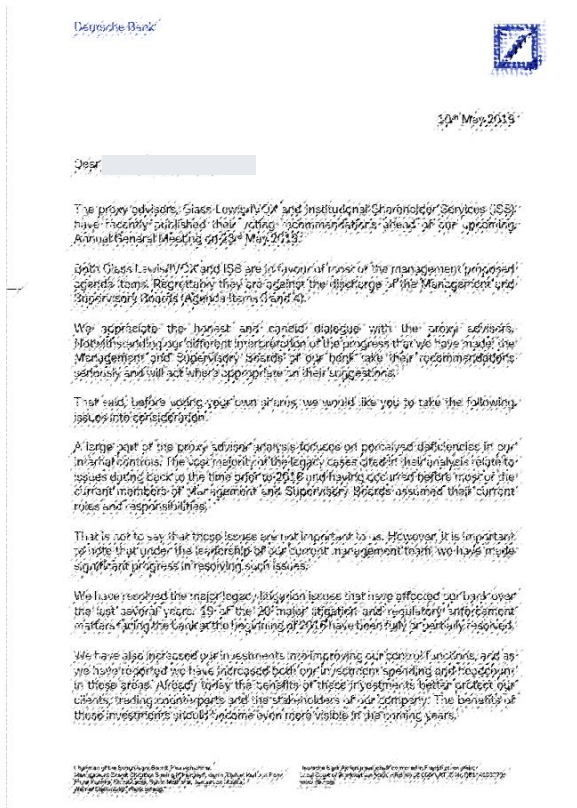 Deutsche Bank
10th May 2019
Dear
The proxy advisors, Glass Lewis/IVOX and Institutional Shareholder Services (ISS)
have recently published their voting recommendations ahead of our upcoming
Annual General Meeting on 23rd May 2019.
Both Glass Lewis/IVOX and ISS are in favour of most of the management proposed
agenda items. Regrettably they are against the discharge of the Management and
Supervisory Boards (Agenda Items 3 and 4).
We appreciate the honest and candid dialogue with the proxy advisors.
Notwithstanding our different interpretation of the progress that we have made, the
Management and Supervisory Boards of our bank take their recommendations
seriously and will act where appropriate on their suggestions.
That said, before voting your own shares, we would like you to take the following
issues into consideration.
A large part of the proxy advisor analysis focuses on perceived deficiencies in our
internal controls. The vast majority of the legacy cases cited in their analysis relate to
issues dating back to the time prior to 2016 and having occurred before most of the
current members of Management and Supervisory Boards assumed their current
roles and responsibilities.
That is not to say that those issues are not important to us. However, it is important
to note that under the leadership of our current management team, we have made
significant progress in resolving such issues.
We have resolved the major legacy litigation issues that have affected our bank over
the last several years. 19 of the 20 major litigation and regulatory enforcement
matters facing the bank at the beginning of 2016 have been fully or partially resolved.
We have also increased our investments into improving our control functions, and as
we have reported we have increased both our investment spending and headcount
in those areas. Already today the benefits of these investments better protect our
clients, trading counterparts and the stakeholders of our company. The benefits of
those investments should become even more visible in the coming years.